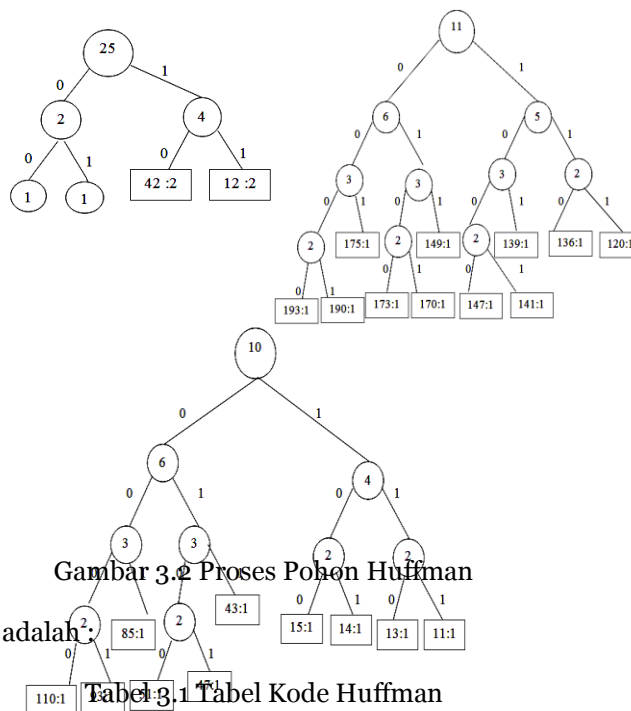 25
0 1
2 4
0 1 0 1
1 1 42 :2 12 :2
11
0 1
6 5
0 1 0 1
3 3 3 2
0 1 0 1 0 1 0 1
2 175:1 2 149:1 2 139:1 136:1 120:1
0 1 0 1 0 1
193:1 190:1 173:1 170:1 147:1 141:1
10
0 1
6 4
0 1 0 1
3 3 2 2
Gambar 3.2 Proses Pohon Huffman
0 1 0 1
2 85:1 2 43:1 15:1 14:1 13:1 11:1
adalah :
0 1 0 1
110:1 47:1
Tabel 3.1 Tabel Kode Huffman